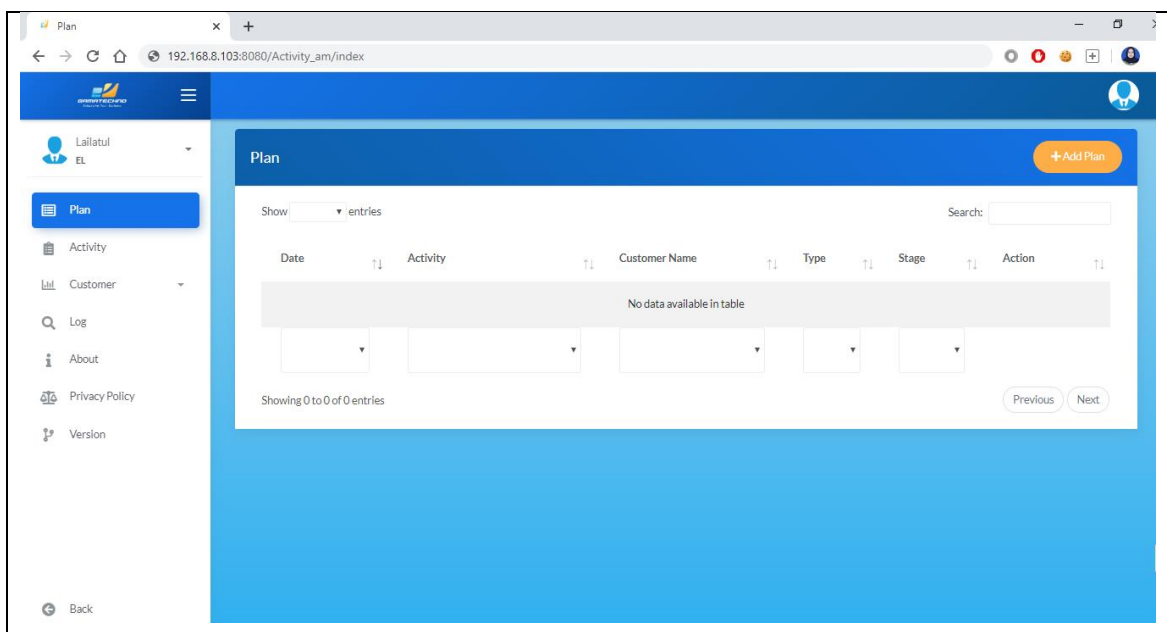 Plan
192.168.8.103:8080/Activity_am/index
GAMATECHNO
Lailatul
EL
Plan
Activity
Customer
Log
About
Privacy Policy
Version
Back
Plan
+ Add Plan
Show entries
Search:
Date Activity Customer Name Type Stage Action
No data available in table
Showing 0 to 0 of 0 entries
Previous Next